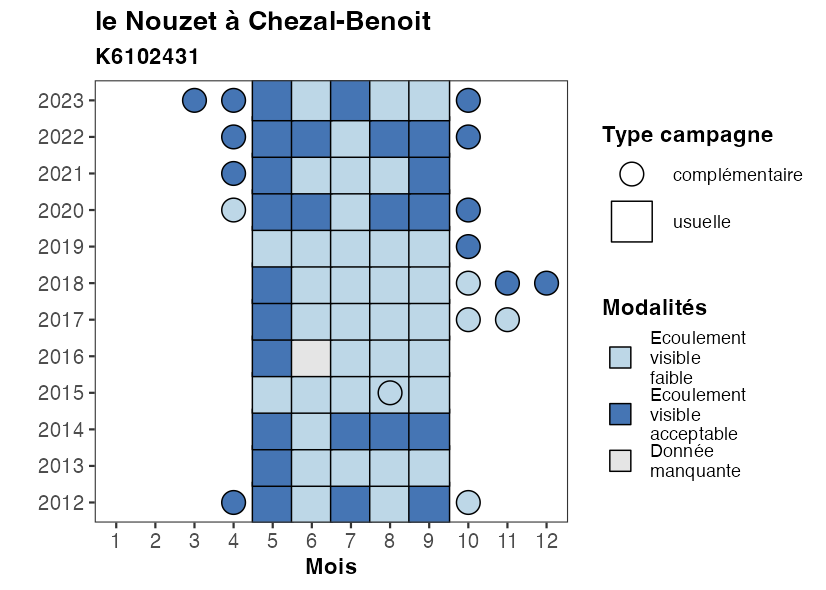 le Nouzet à Chezal-Benoit
K6102431
2023
2022
2021
2020
2019
2018
2017
2016
2015
2014
2013
2012
1 2 3 4 5 6 7 8 9 10 11 12
Mois
Type campagne
complémentaire
usuelle
Modalités
Ecoulement
visible
faible
Ecoulement
visible
acceptable
Donnée
manquante